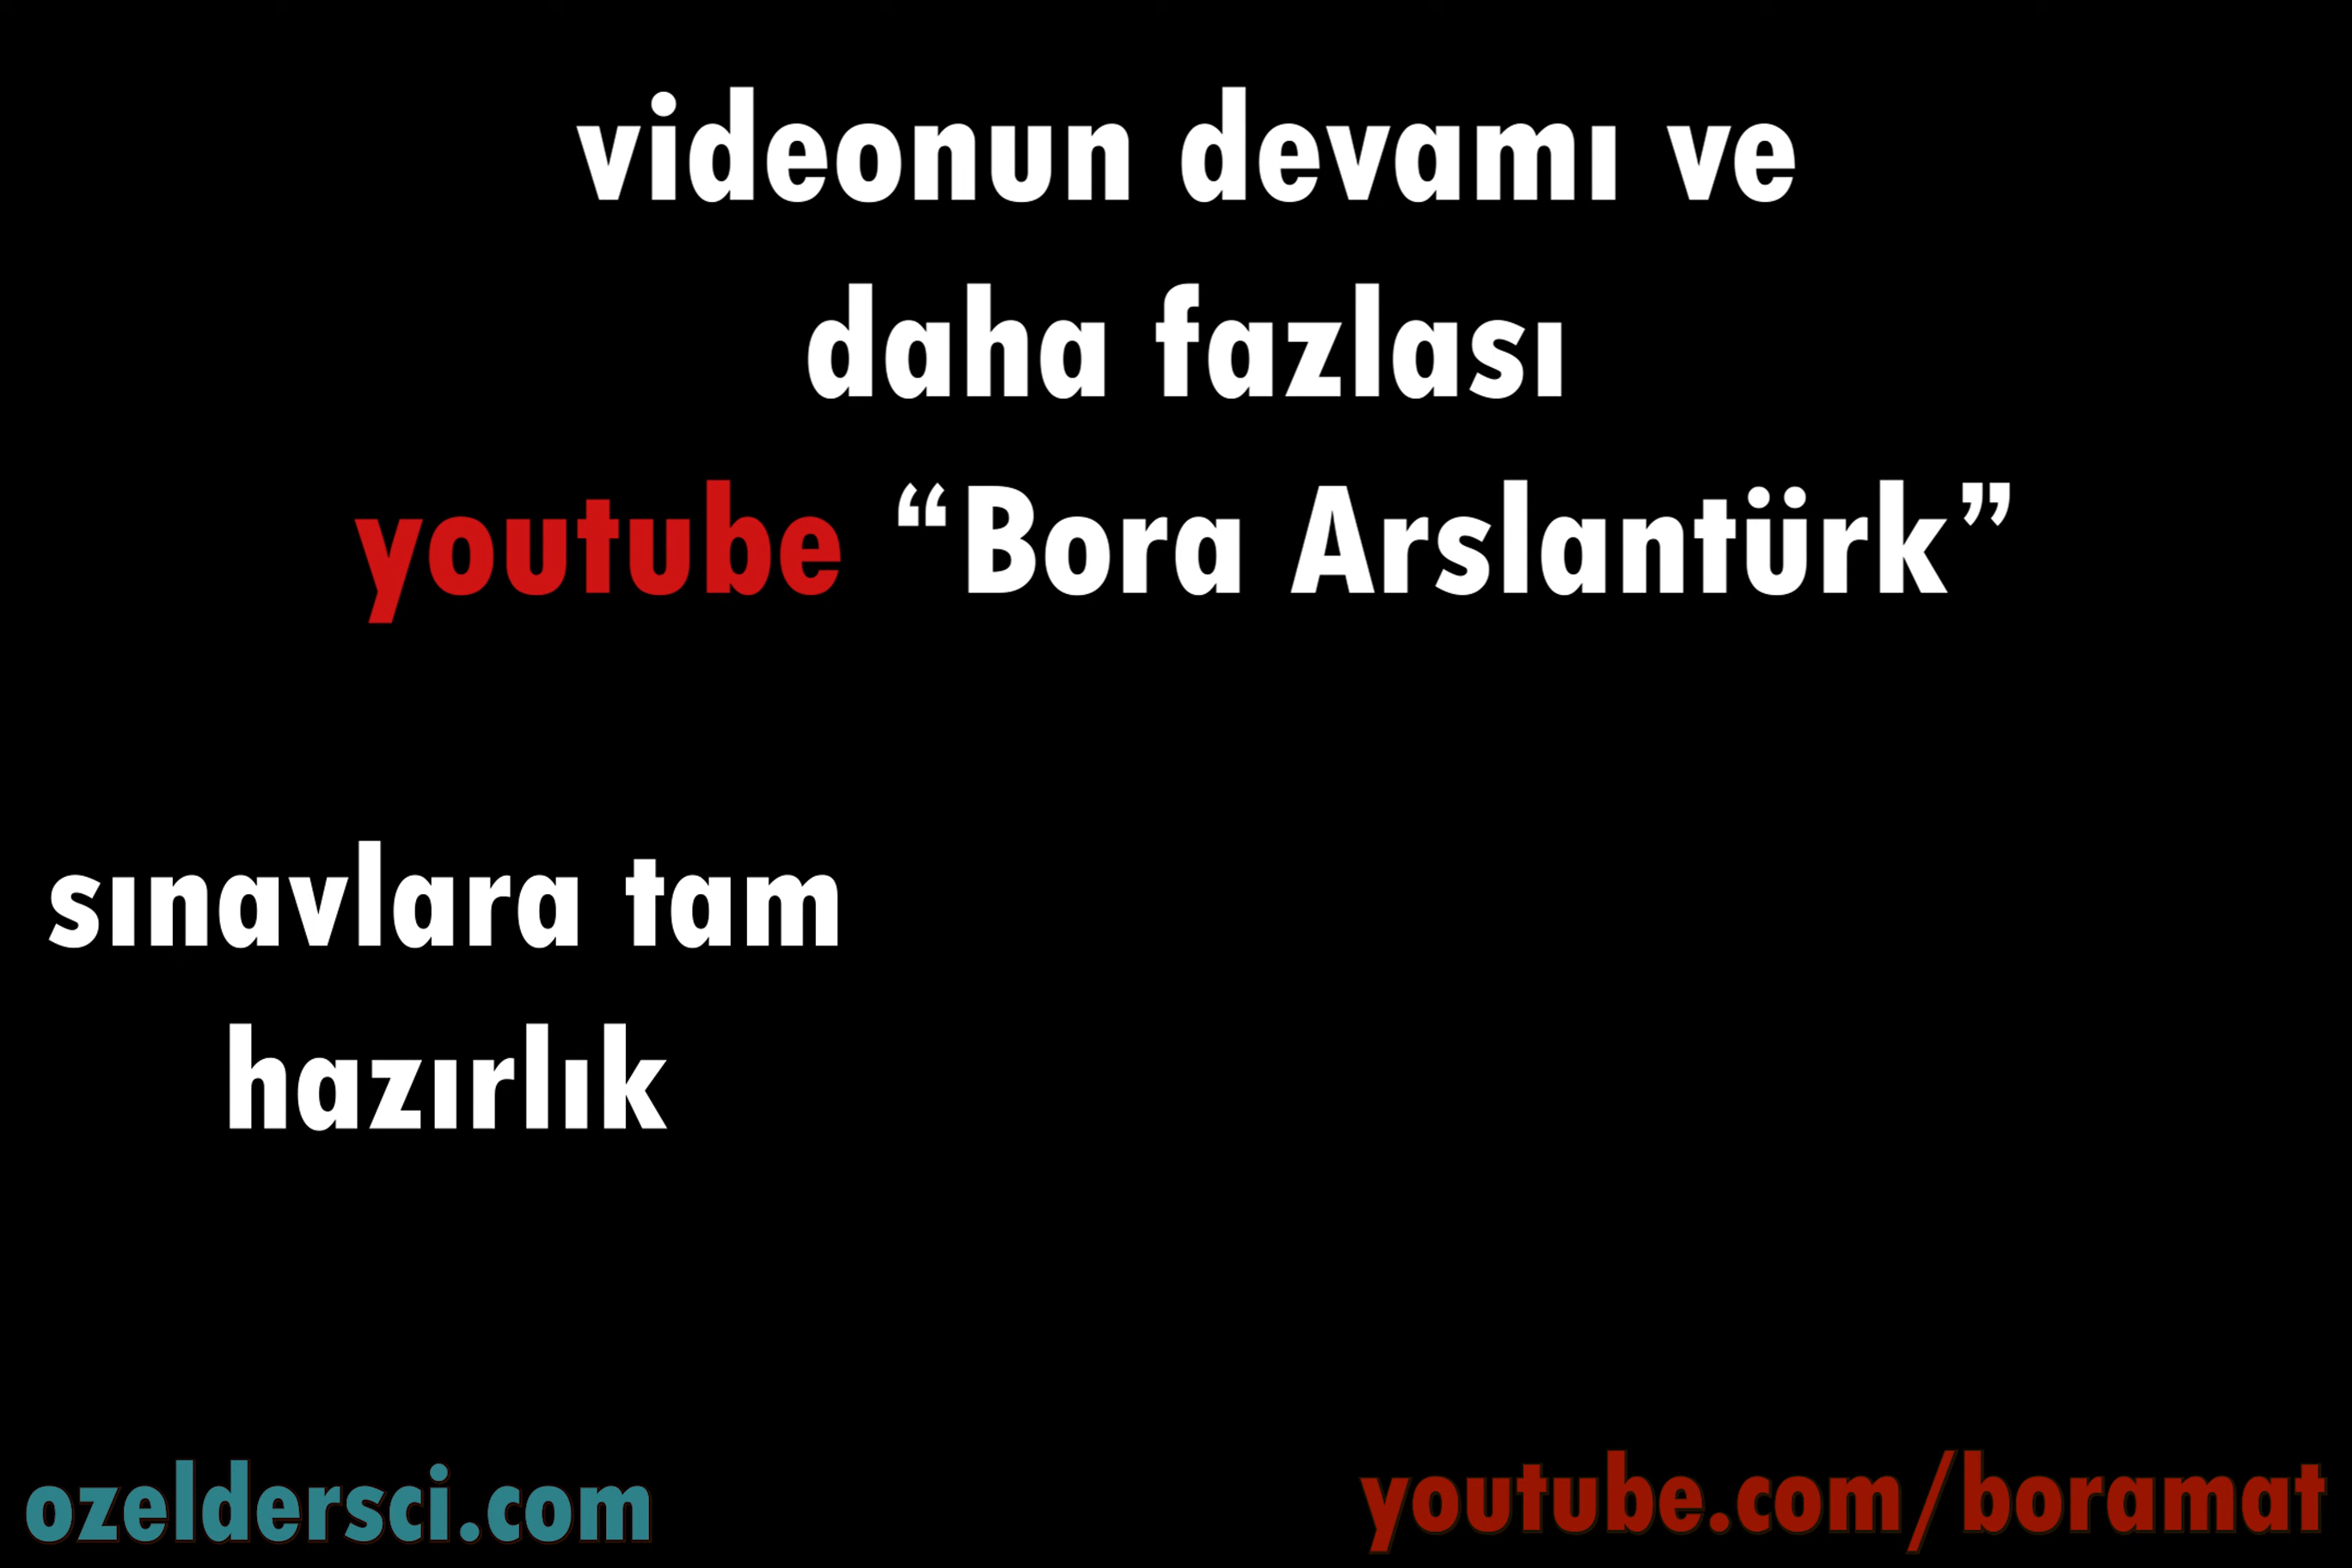 videonun devamı ve
daha fazlası
youtube “Bora Arslantürk”
sınavlara tam
hazırlık
ozeldersci.com
youtube.com/boramat